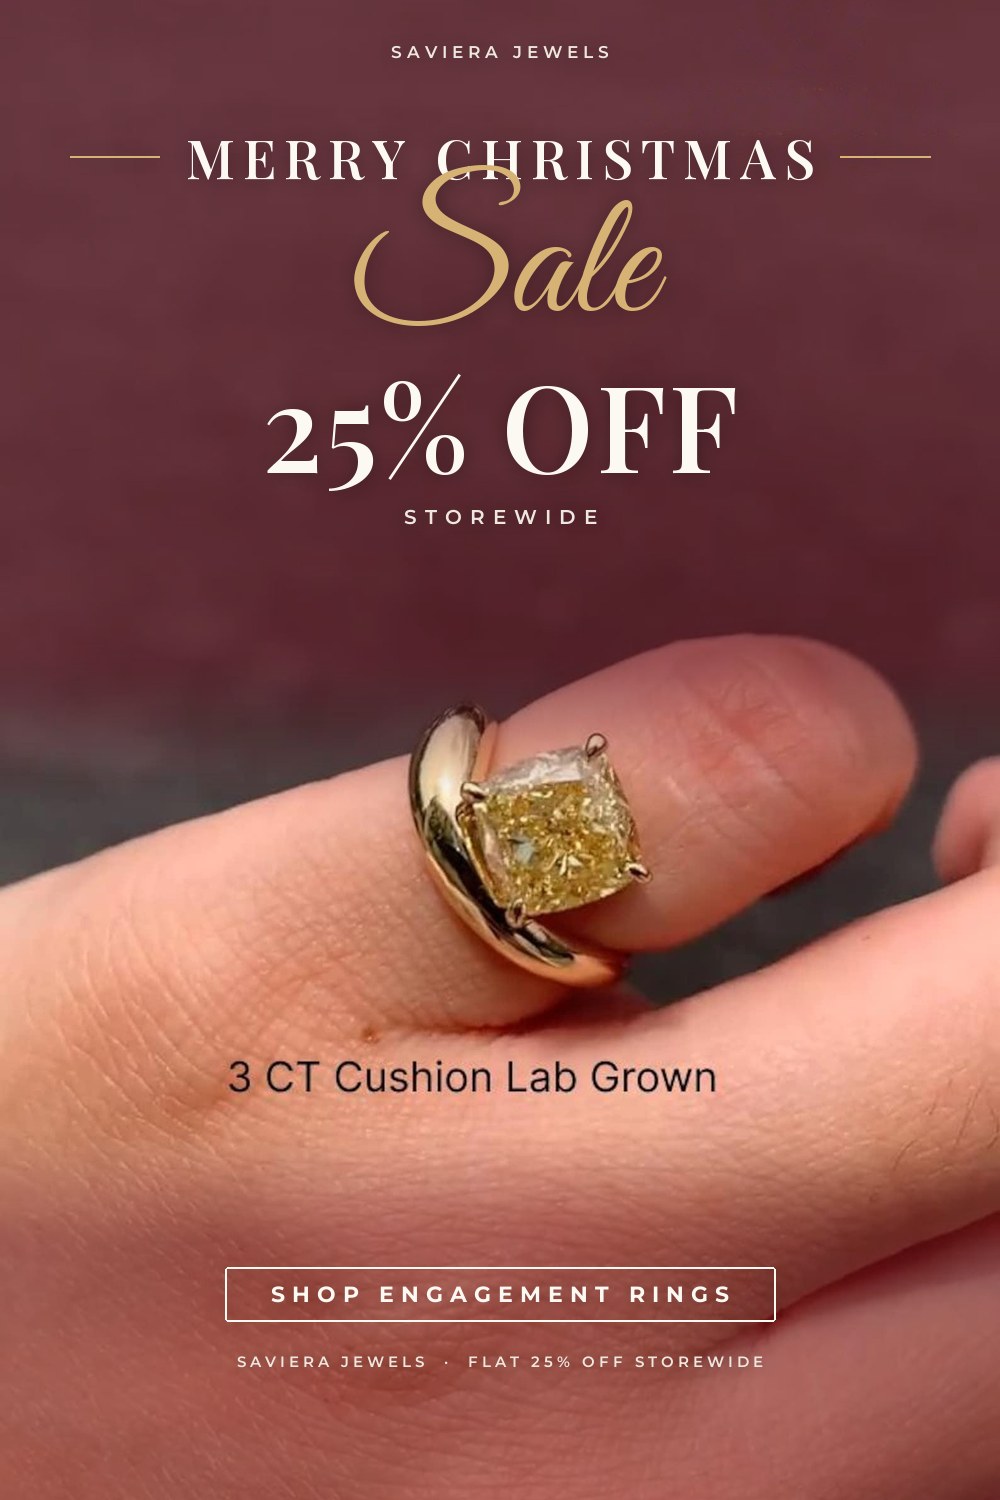 SAVIERA JEWELS
MERRY CHRISTMAS
Sale
25% OFF
STOREWIDE
3 CT Cushion Lab Grown
SHOP ENGAGEMENT RINGS
SAVIERA JEWELS · FLAT 25% OFF STOREWIDE